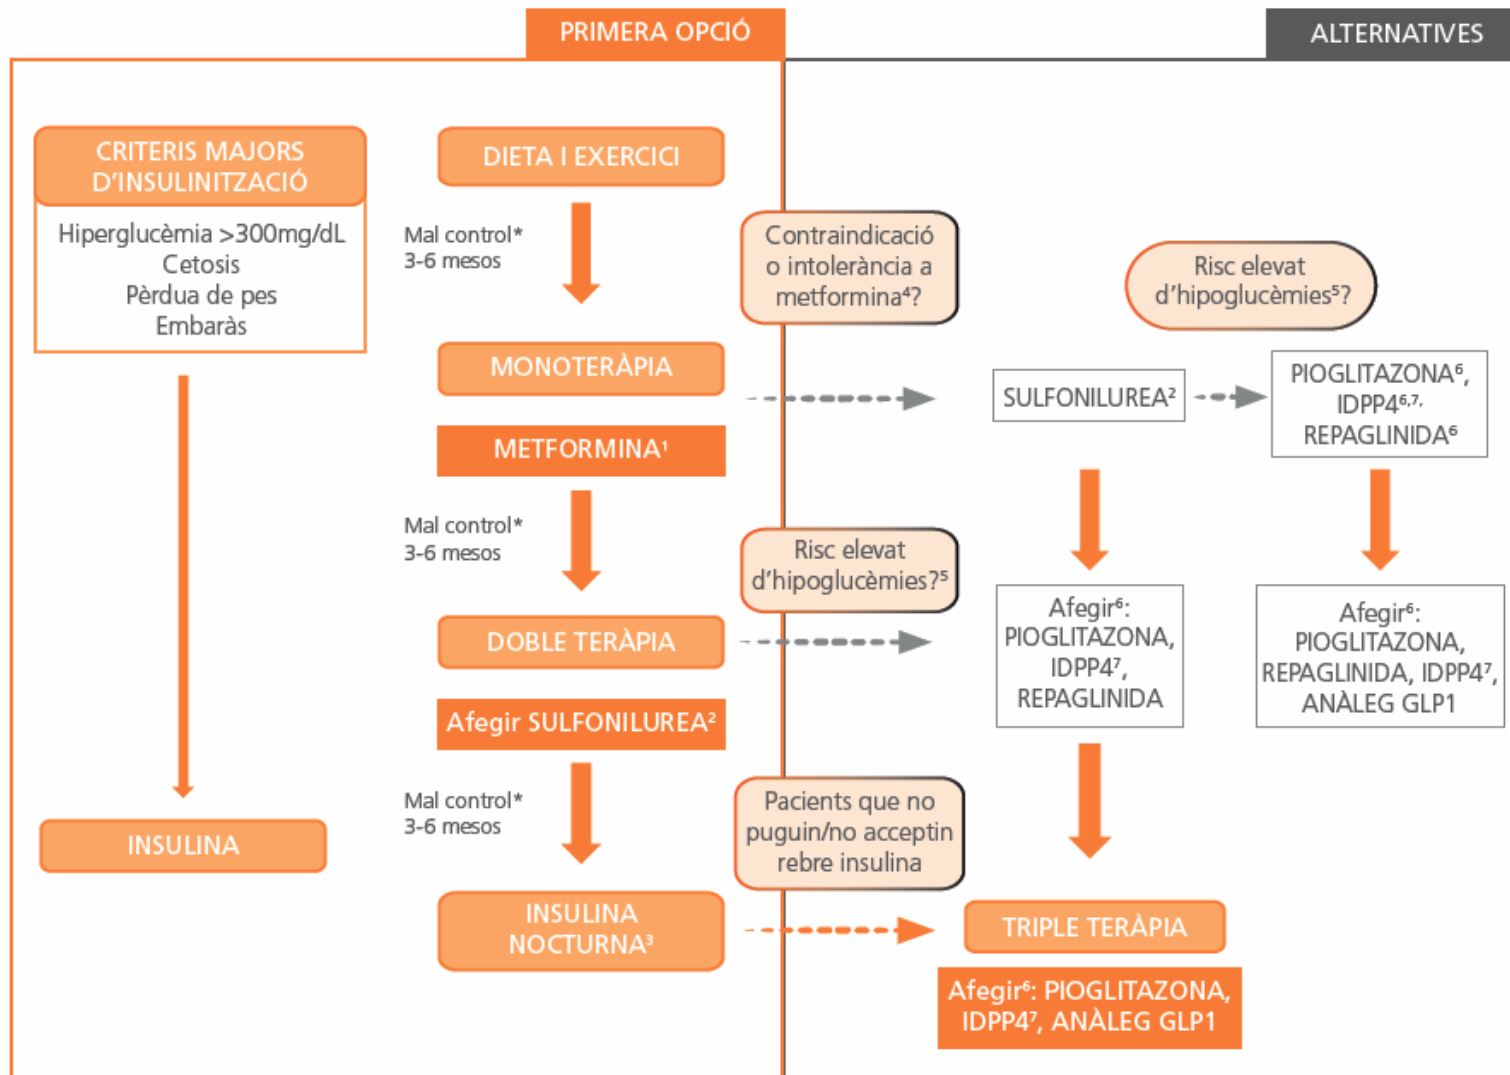 PRIMERA OPCIÓ
ALTERNATIVES
CRITERIS MAJORS
D'INSULINITZACIÓ
Hiperglucèmia >300mg/dL
Cetosis
Pèrdua de pes
Embaràs
INSULINA
DIETA I EXERCICI
Mal control*
3-6 mesos
MONOTERÀPIA
METFORMINA¹
Mal control*
3-6 mesos
DOBLE TERÀPIA
Afegir SULFONILUREA²
Mal control*
3-6 mesos
INSULINA
NOCTURNA³
Contraindicació
o intolerància a
metformina⁴?
Risc elevat
d'hipoglucèmies?⁵
Pacients que no
puguin/no acceptin
rebre insulina
Risc elevat
d'hipoglucèmies⁵?
SULFONILUREA²
PIOGLITAZONA⁶,
IDPP4⁶,⁷,
REPAGLINIDA⁶
Afegir⁶:
PIOGLITAZONA,
IDPP4⁷,
REPAGLINIDA
Afegir⁶:
PIOGLITAZONA,
REPAGLINIDA, IDPP4⁷,
ANÀLEG GLP1
TRIPLE TERÀPIA
Afegir⁶: PIOGLITAZONA,
IDPP4⁷, ANÀLEG GLP1